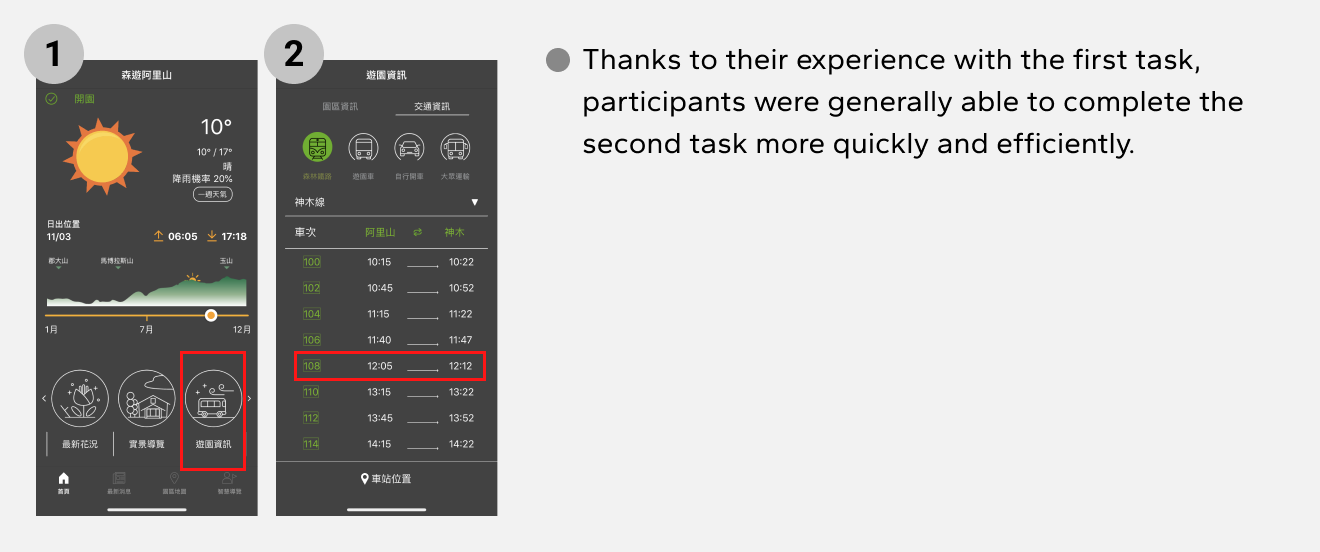 1
森遊阿里山
開園
10°
10° / 17°
晴
降雨機率 20%
一週天氣
日出位置
11/03
06:05
17:18
鄒大山
馬博拉斯山
玉山
1月
7月
12月
最新花況
實景導覽
遊園資訊
首頁
最新消息
園區地圖
智慧導覽
2
遊園資訊
園區資訊
交通資訊
森林鐵路
遊園車
自行開車
大眾運輸
神木線
車次 阿里山 神木
100 10:15 10:22
102 10:45 10:52
104 11:15 11:22
106 11:40 11:47
108 12:05 12:12
110 13:15 13:22
112 13:45 13:52
114 14:15 14:22
車站位置
Thanks to their experience with the first task,
participants were generally able to complete the
second task more quickly and efficiently.